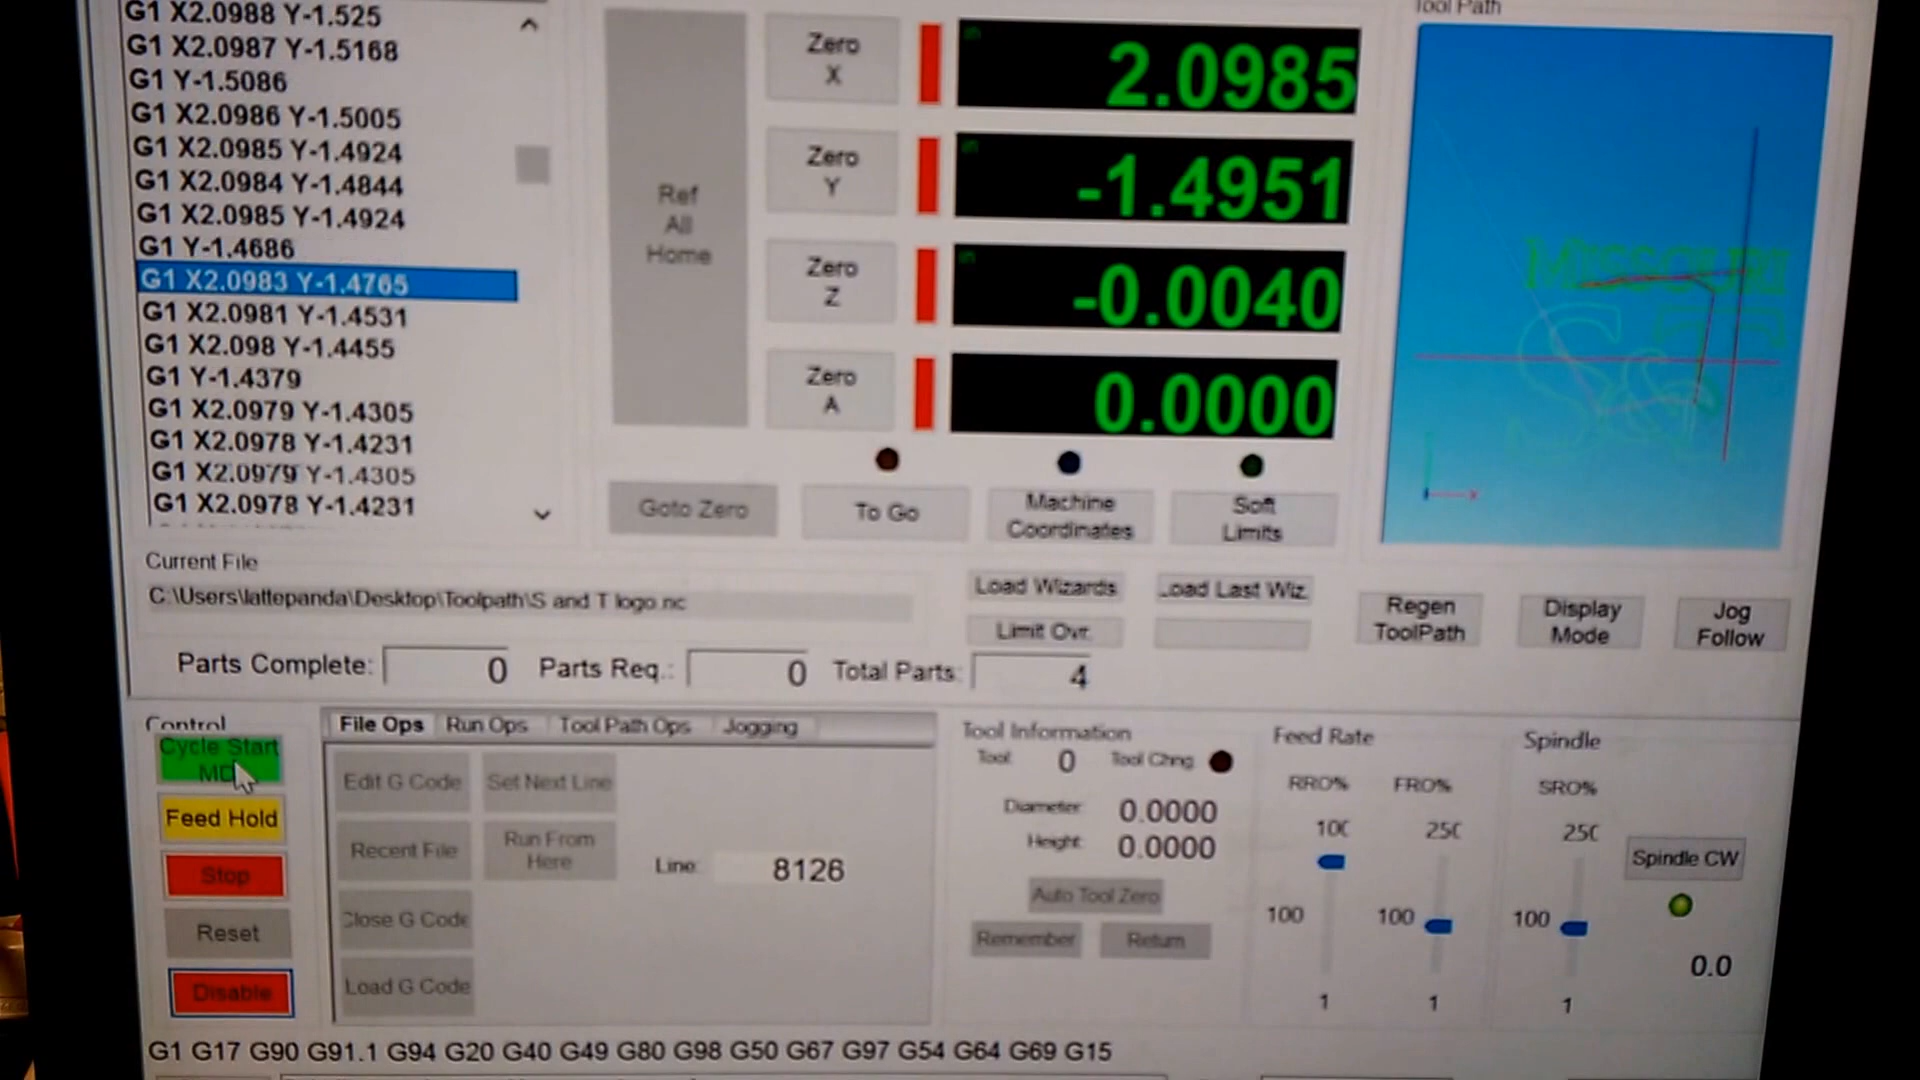 G1 X2.0988 Y-1.525
G1 X2.0987 Y-1.5168
G1 Y-1.5086
G1 X2.0986 Y-1.5005
G1 X2.0985 Y-1.4924
G1 X2.0984 Y-1.4844
G1 X2.0985 Y-1.4924
G1 Y-1.4686
G1 X2.0983 Y-1.4765
G1 X2.0981 Y-1.4531
G1 X2.098 Y-1.4455
G1 Y-1.4379
G1 X2.0979 Y-1.4305
G1 X2.0978 Y-1.4231
G1 X2.0979 Y-1.4305
G1 X2.0978 Y-1.4231
Ref
All
Home
Zero
X
2.0985
Zero
Y
-1.4951
Zero
Z
-0.0040
Zero
A
0.0000
Goto Zero
To Go
Machine
Coordinates
Soft
Limits
Tool Path
MISSOURI
S&T
Current File
C:\Users\lattepanda\Desktop\Toolpath\S and T logo.nc
Load Wizards
Load Last Wiz.
Limit Ovr.
Regen
ToolPath
Display
Mode
Jog
Follow
Parts Complete: 0
Parts Req.: 0
Total Parts: 4
Control
Cycle Start
Feed Hold
Stop
Reset
Disable
File Ops
Run Ops
Tool Path Ops
Jogging
Edit G Code
Set Next Line
Recent File
Run From
Here
Line: 8126
Close G Code
Load G Code
Tool Information
Tool: 0
Tool Chng
Diameter: 0.0000
Height: 0.0000
Auto Tool Zero
Remember
Return
Feed Rate
RRO%
FRO%
100
250
100
100
1
1
Spindle
SRO%
250
100
1
Spindle CW
0.0
G1 G17 G90 G91.1 G94 G20 G40 G49 G80 G98 G50 G67 G97 G54 G64 G69 G15